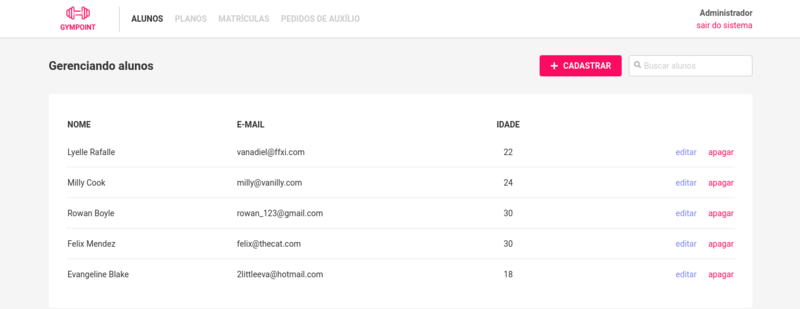 GYMPOINT
ALUNOS PLANOS MATRÍCULAS PEDIDOS DE AUXÍLIO
Administrador
sair do sistema
Gerenciando alunos
+ CADASTRAR
Buscar alunos
NOME E-MAIL IDADE
Lyelle Rafalle vanadiel@ffxi.com 22 editar apagar
Milly Cook milly@vanilly.com 24 editar apagar
Rowan Boyle rowan_123@gmail.com 30 editar apagar
Felix Mendez felix@thecat.com 30 editar apagar
Evangeline Blake 2littleeva@hotmail.com 18 editar apagar